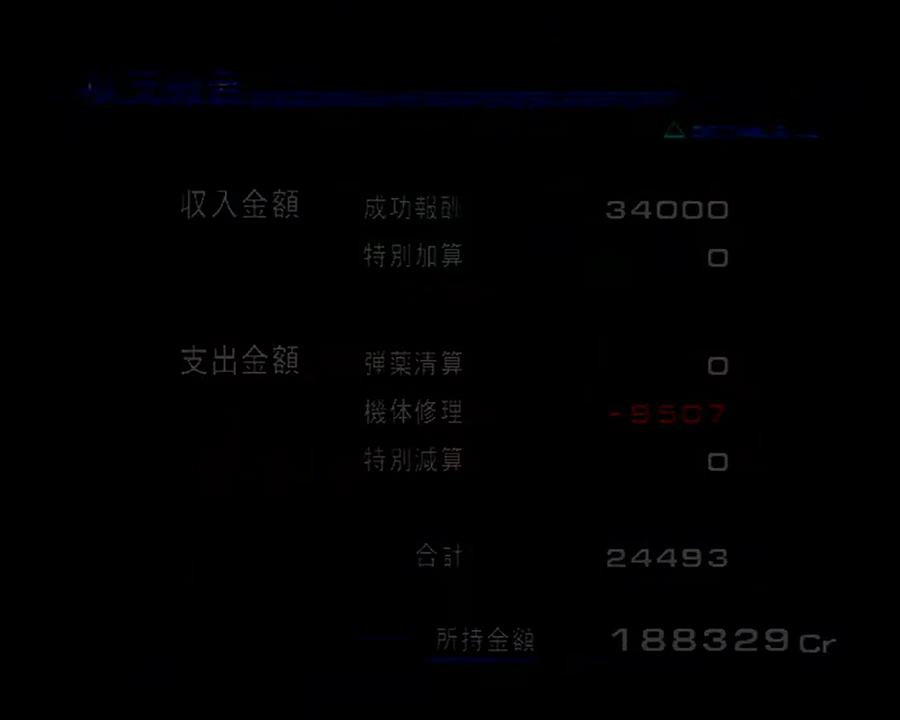 収入金額 成功報酬 34000
特別加算 0
支出金額 弾薬清算 0
機体修理 -9507
特別減算 0
合計 24493
所持金額 188329 Cr